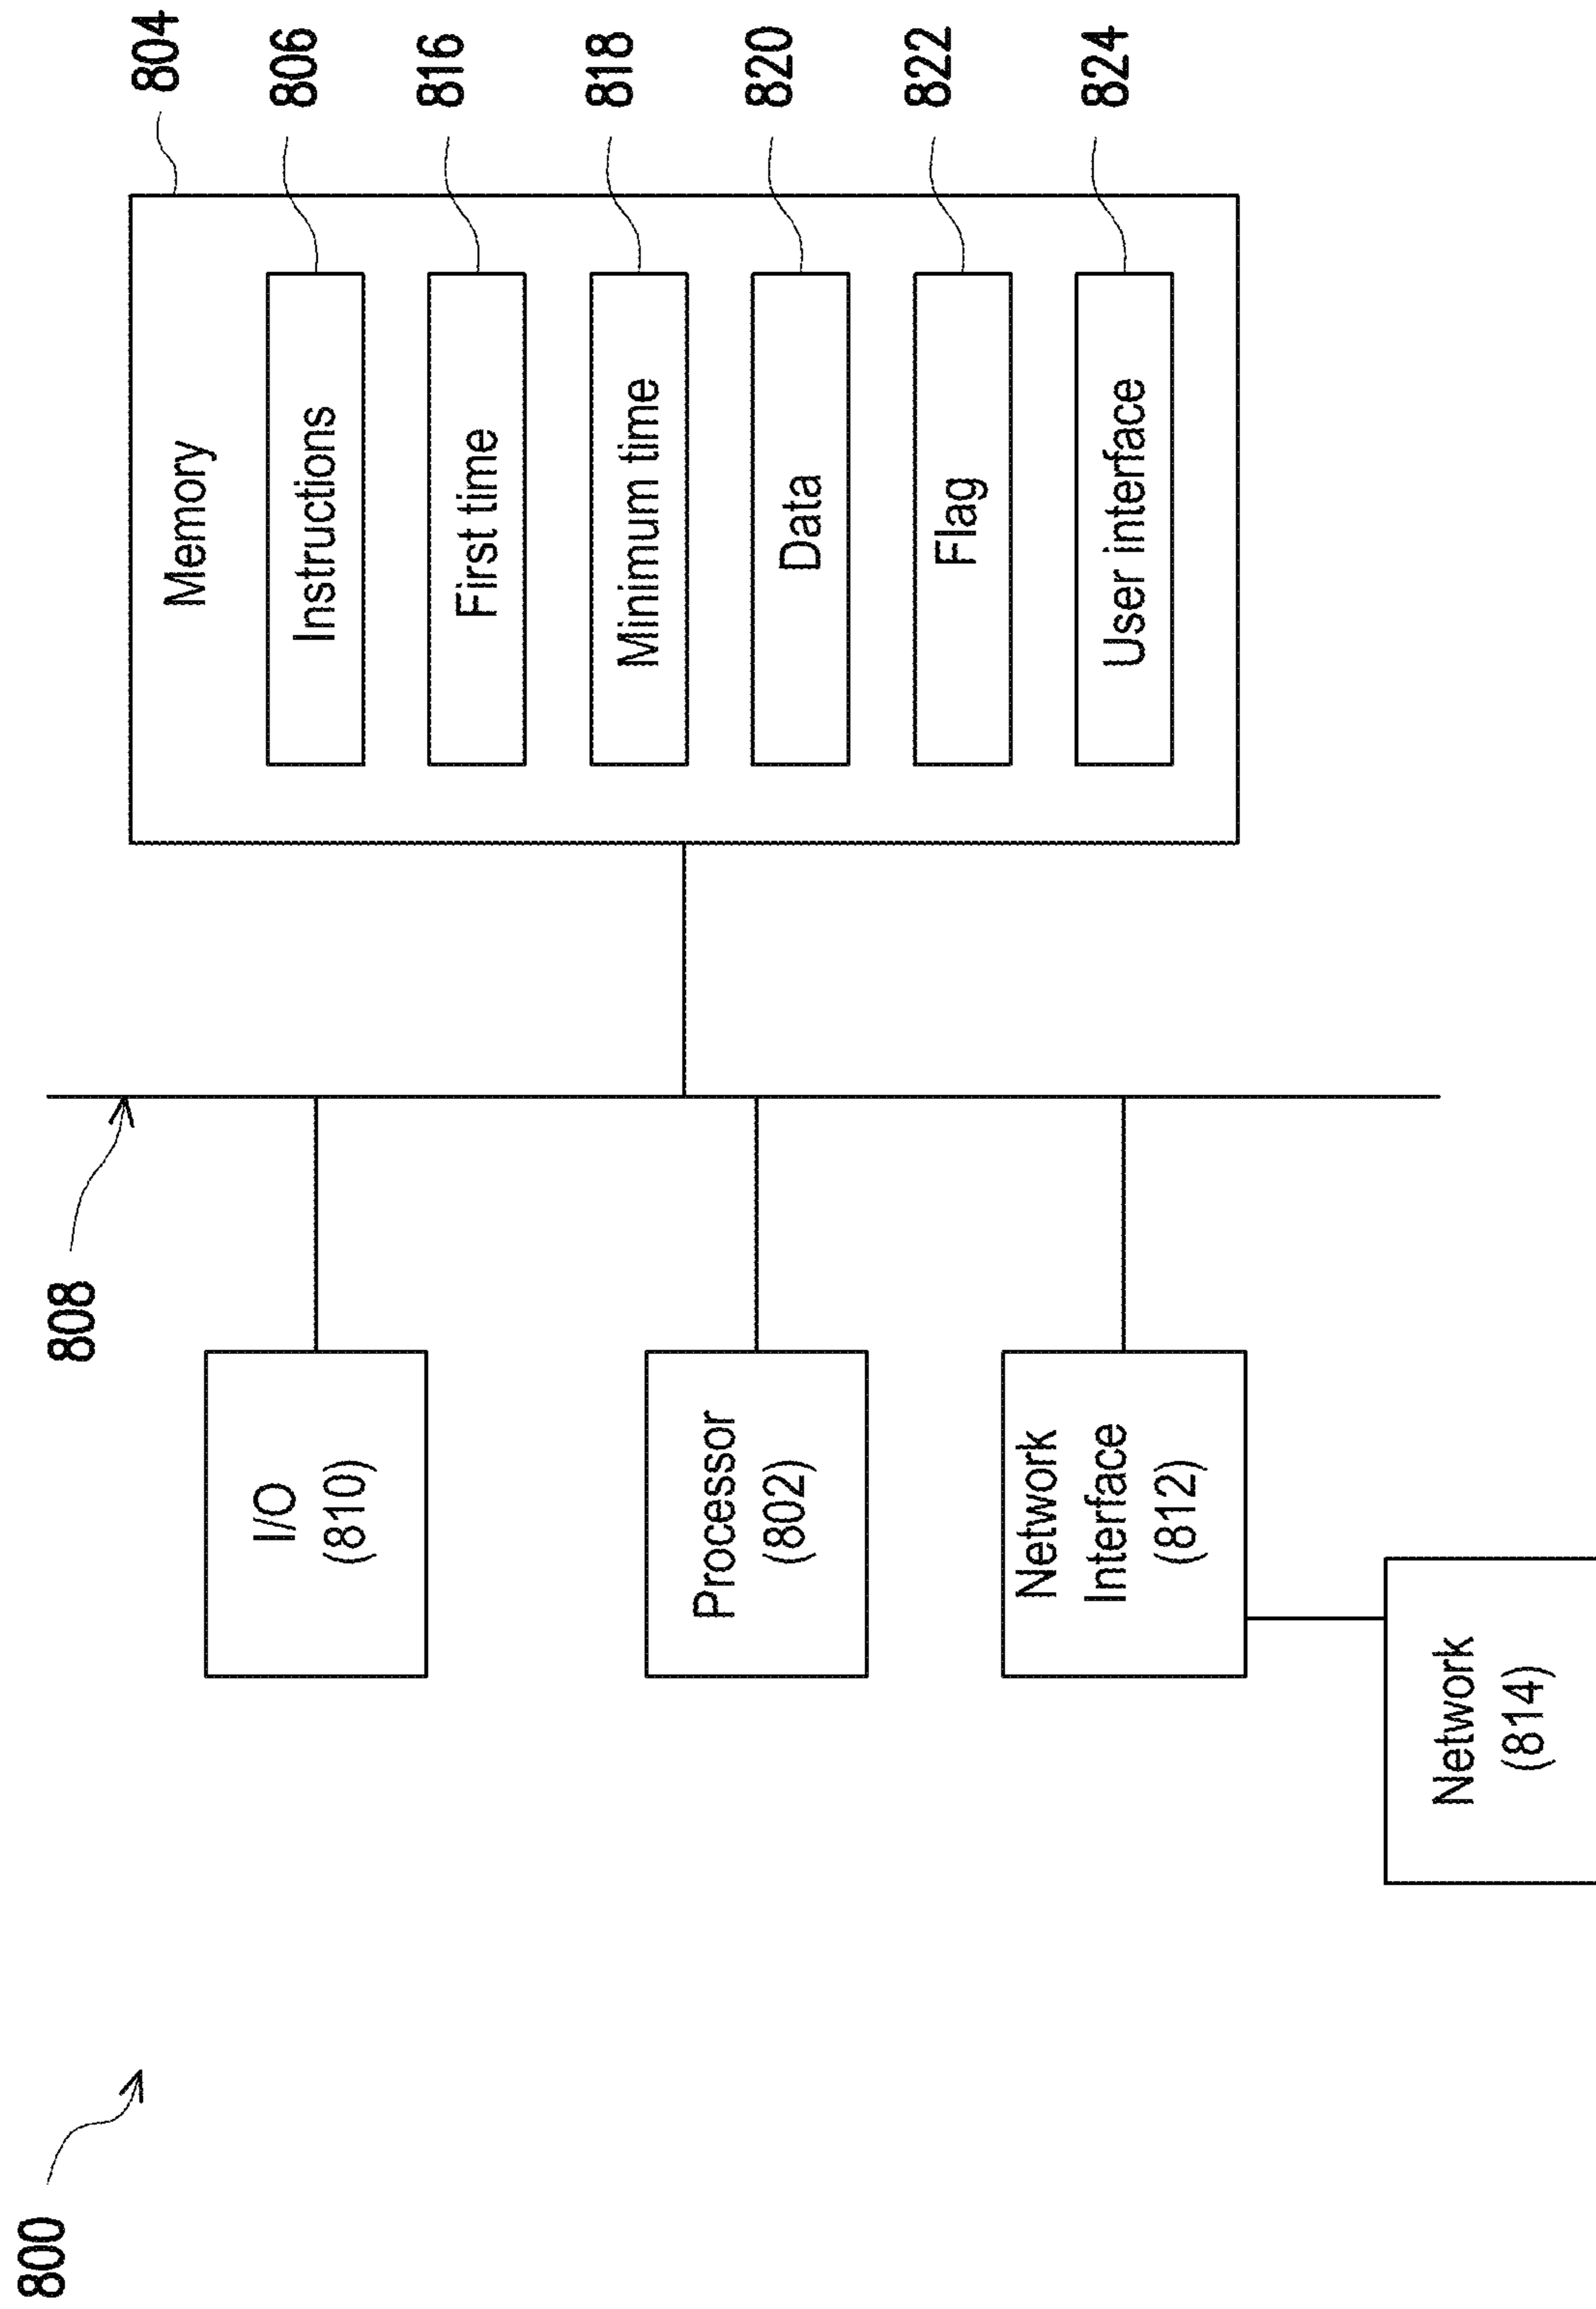 800
808
I/O
(810)
Processor
(802)
Network
Interface
(812)
Network
(814)
Memory
804
Instructions
806
First time
816
Minimum time
818
Data
820
Flag
822
User interface
824